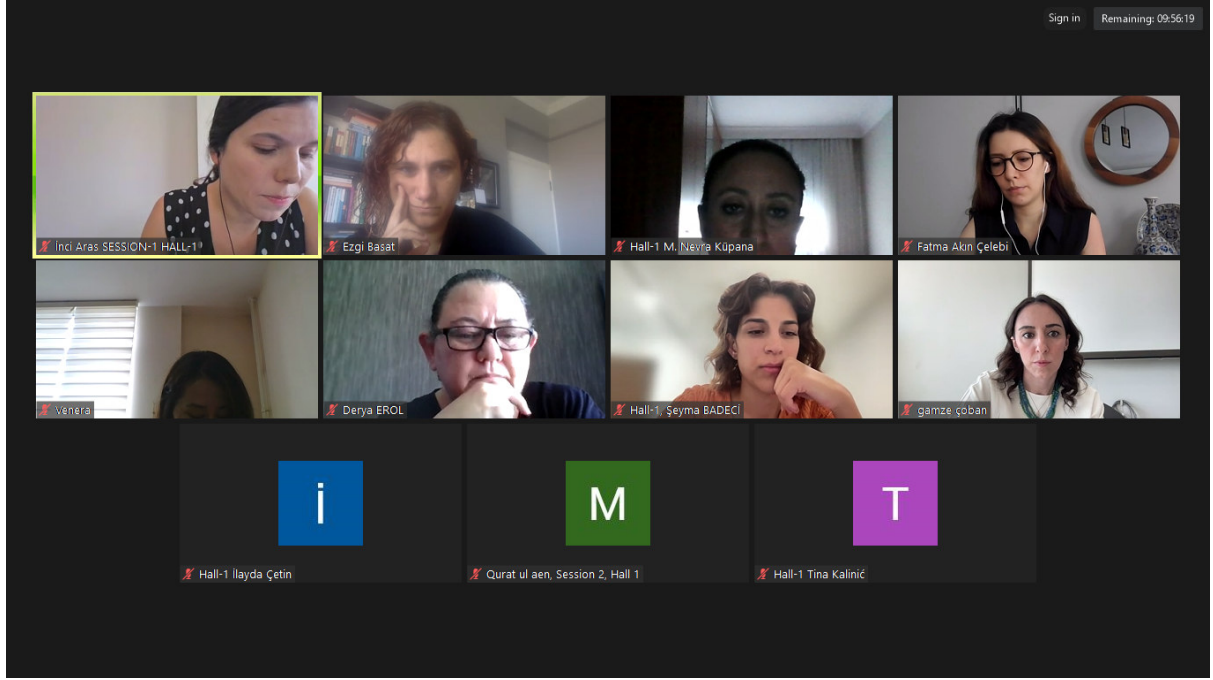 Sign in
Remaining: 09:56:19
İnci Aras SESSION-1 HALL-1
Ezgi Basat
Hall-1 M. Nevra Küpana
Fatma Akın Çelebi
Venera
Derya EROL
Hall-1, Şeyma BADECİ
gamze çoban
İ
M
T
Hall-1 İlayda Çetin
Qurat ul aen, Session 2, Hall 1
Hall-1 Tina Kalinić